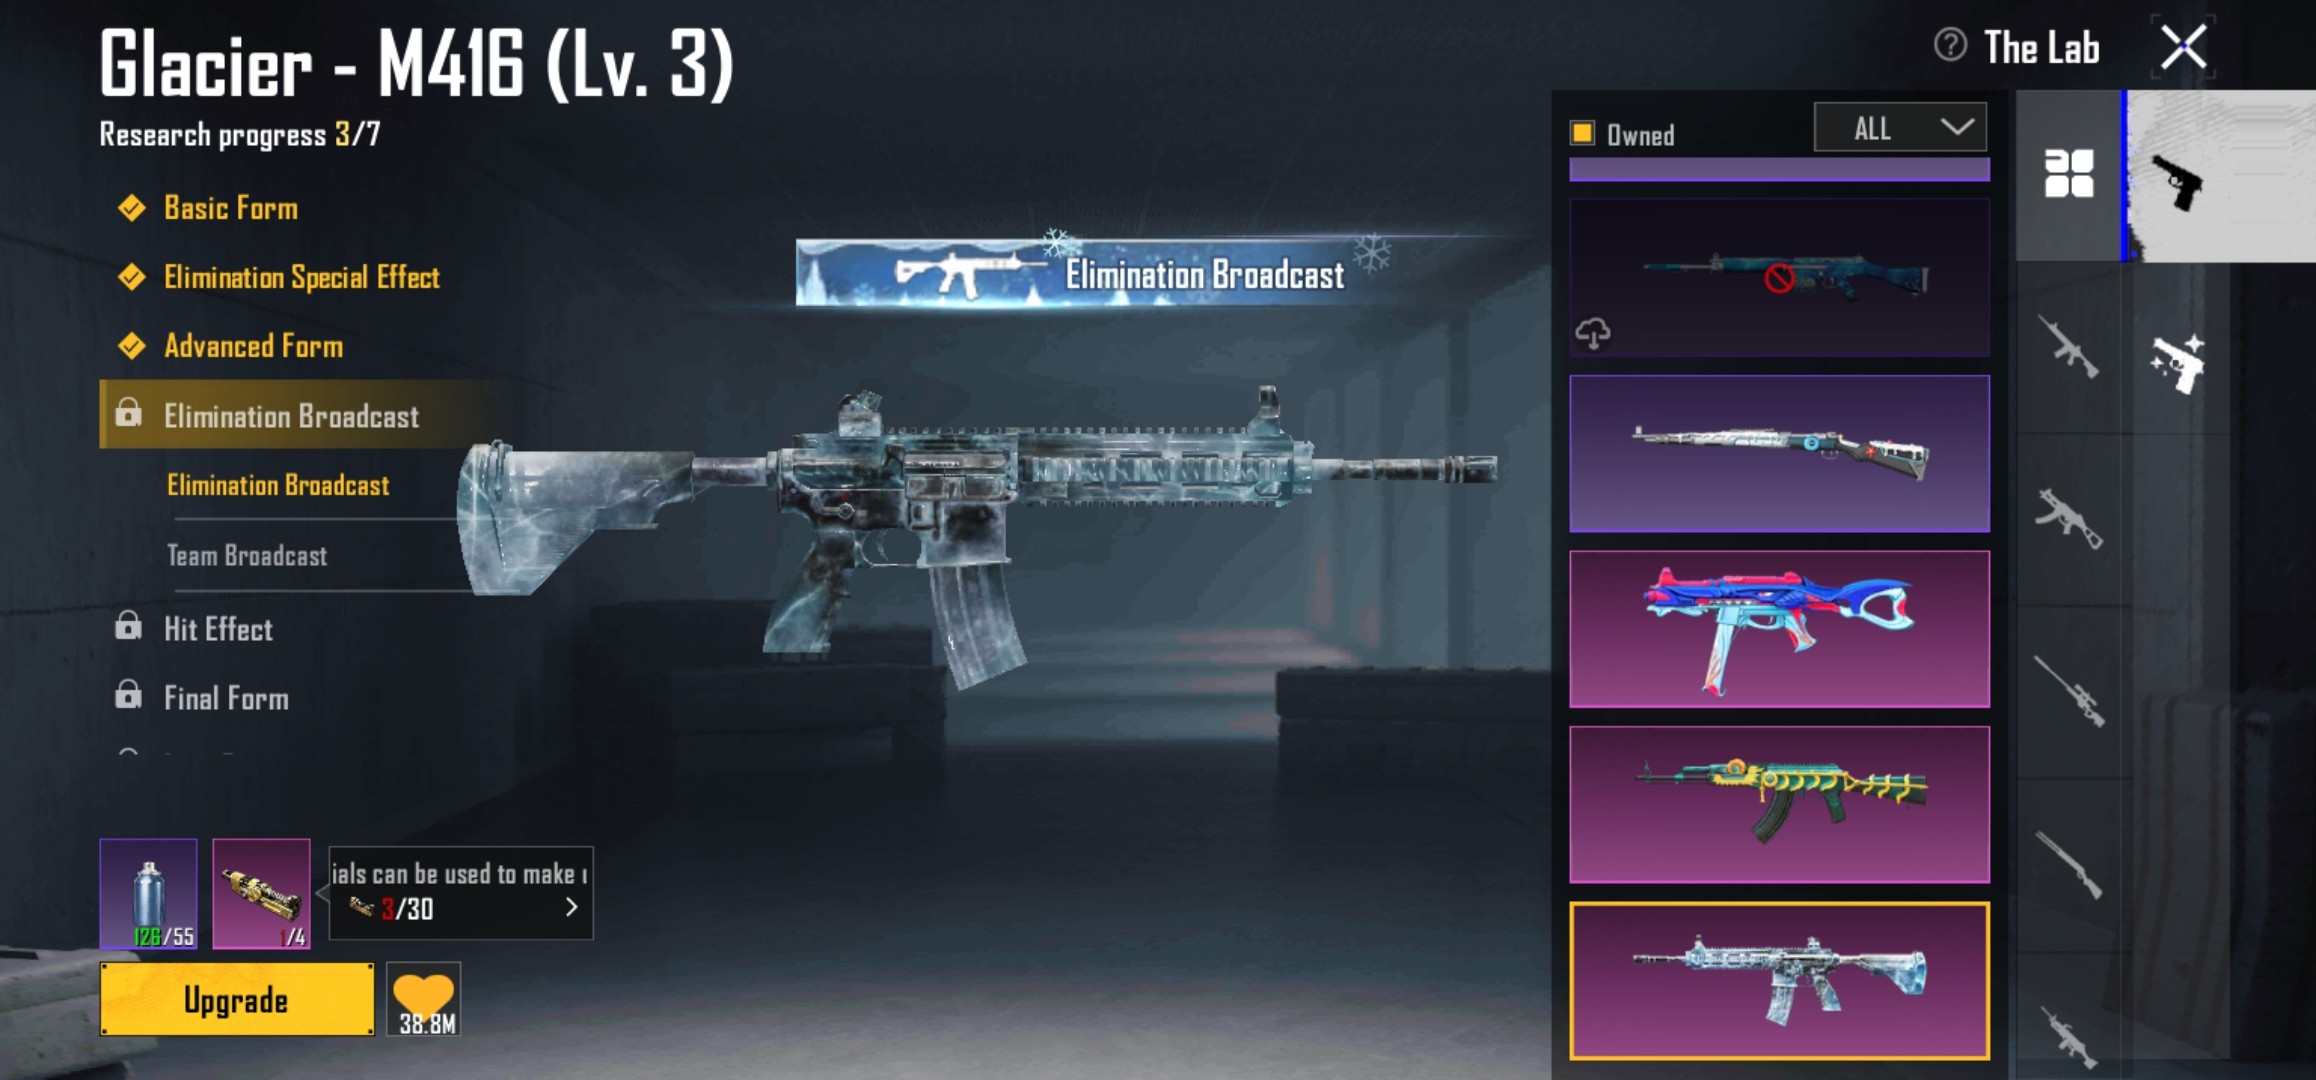 Glacier - M416 (Lv. 3)
Research progress 3/7
Basic Form
Elimination Special Effect
Advanced Form
Elimination Broadcast
Elimination Broadcast
Team Broadcast
Hit Effect
Final Form
126/55
1/4
ials can be used to make
3/30
Upgrade
38.8M
Elimination Broadcast
The Lab
Owned
ALL